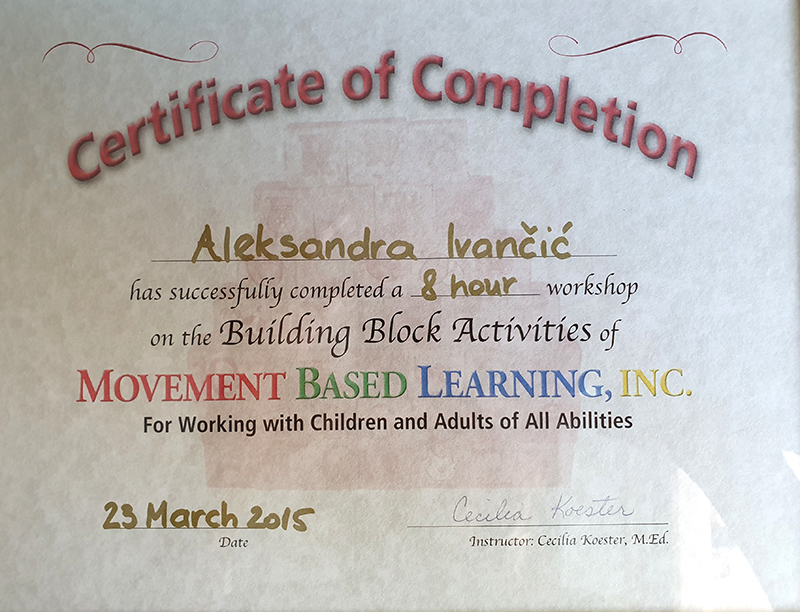 Certificate of Completion
Aleksandra Ivančić
has successfully completed a 8 hour workshop
on the Building Block Activities of
MOVEMENT BASED LEARNING, INC.
For Working with Children and Adults of All Abilities
23 March 2015 Cecilia Koester
Date Instructor: Cecilia Koester, M.Ed.